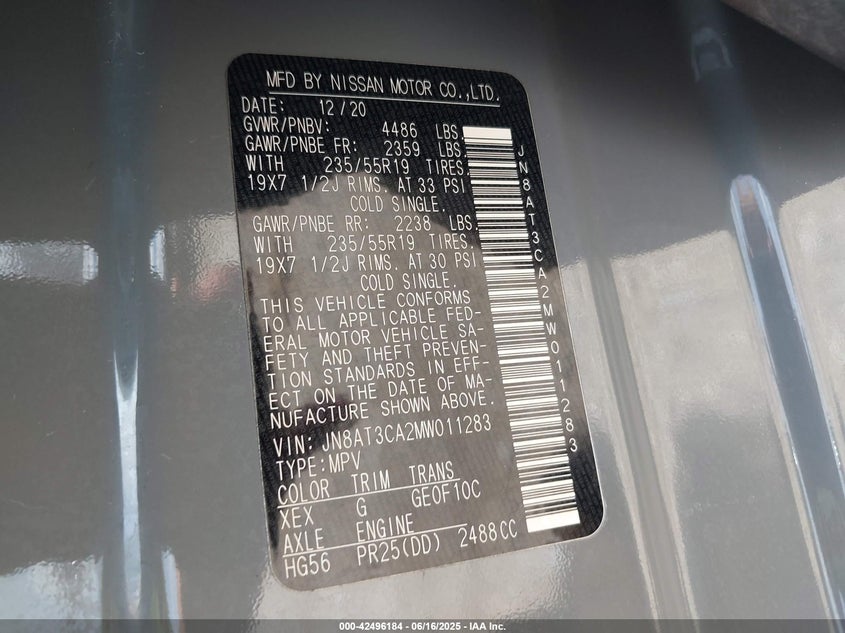 MFD BY NISSAN MOTOR CO.,LTD.
DATE: 12/20
GVWR/PNBV: 4486 LBS.
GAWR/PNBE FR: 2359 LBS.
WITH 235/55R19 TIRES.
19X7 1/2J RIMS. AT 33 PSI
COLD SINGLE.
GAWR/PNBE RR: 2238 LBS.
WITH 235/55R19 TIRES.
19X7 1/2J RIMS. AT 30 PSI
COLD SINGLE.
THIS VEHICLE CONFORMS
TO ALL APPLICABLE FED-
ERAL MOTOR VEHICLE SA-
FETY AND THEFT PREVEN-
TION STANDARDS IN EFF-
ECT ON THE DATE OF MA-
NUFACTURE SHOWN ABOVE.
VIN: JN8AT3CA2MW011283
TYPE: MPV
COLOR TRIM TRANS
XEX G GE0F10C
AXLE ENGINE
HG56 PR25(DD) 2488CC
JN8AT3CA2MW011283
000-42496184 - 06/16/2025 - IAA Inc.